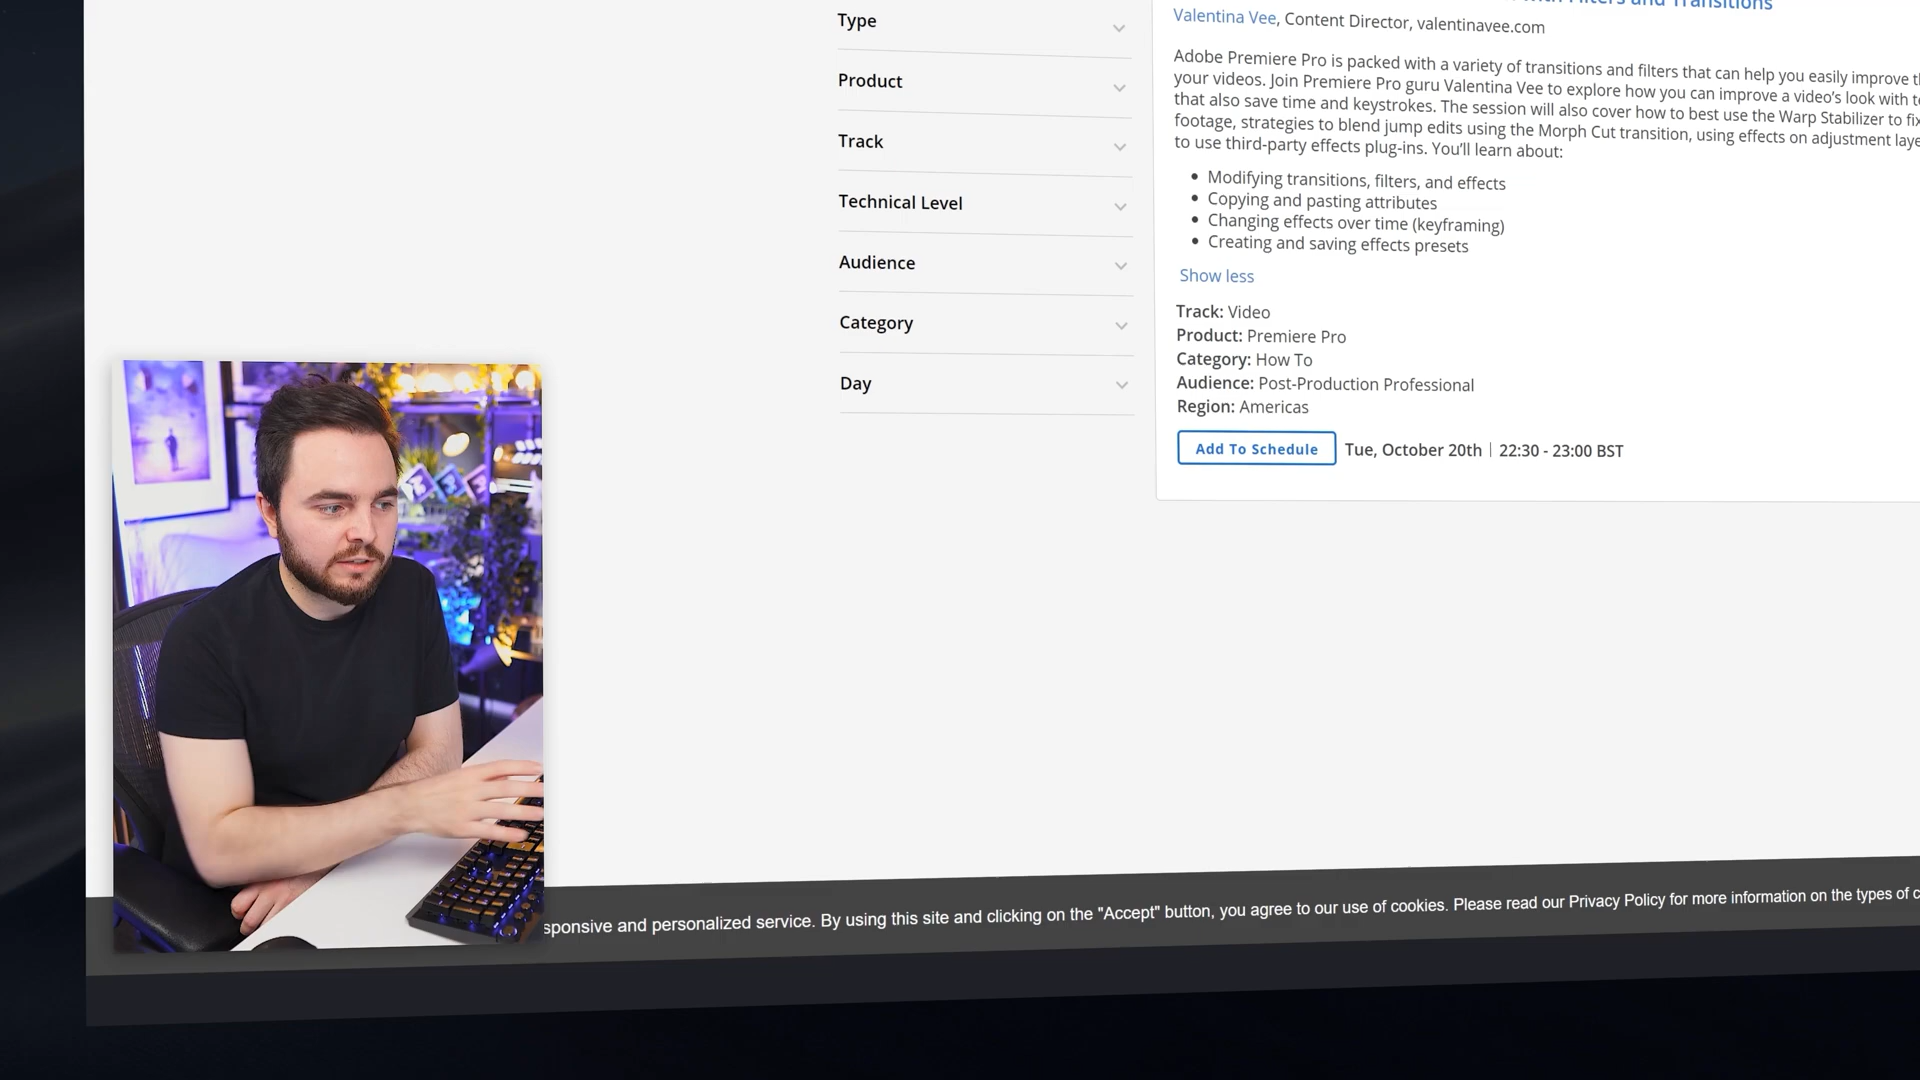 Type
Product
Track
Technical Level
Audience
Category
Day
with Filters and Transitions
Valentina Vee, Content Director, valentinavee.com
Adobe Premiere Pro is packed with a variety of transitions and filters that can help you easily improve
your videos. Join Premiere Pro guru Valentina Vee to explore how you can improve a video's look with
that also save time and keystrokes. The session will also cover how to best use the Warp Stabilizer to fix
footage, strategies to blend jump edits using the Morph Cut transition, using effects on adjustment
to use third-party effects plug-ins. You'll learn about:
• Modifying transitions, filters, and effects
• Copying and pasting attributes
• Changing effects over time (keyframing)
• Creating and saving effects presets
Show less
Track: Video
Product: Premiere Pro
Category: How To
Audience: Post-Production Professional
Region: Americas
Add To Schedule Tue, October 20th | 22:30 - 23:00 BST
sponsive and personalized service. By using this site and clicking on the "Accept" button, you agree to our use of cookies. Please read our Privacy Policy for more information on the types of